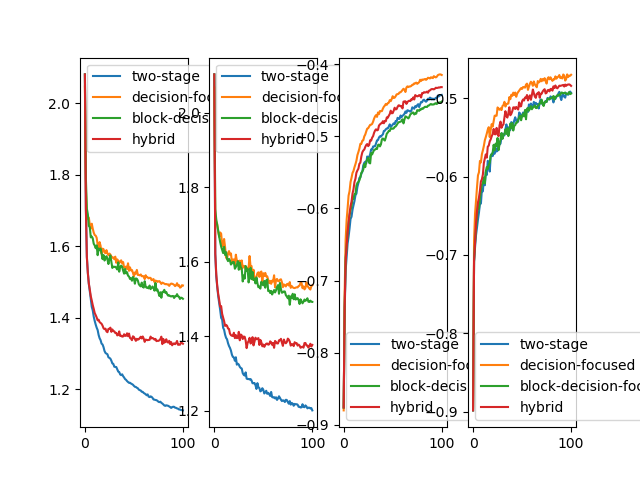 two-stage
decision-foc
block-decis
hybrid
2.0
1.8
1.6
1.4
1.2
0
100
two-stage
decision-foc
block-decis
hybrid
2.0
1.8
1.6
1.4
1.2
0
100
−0.4
−0.5
−0.6
−0.7
−0.8
−0.9
two-stage
decision-foc
block-decis
hybrid
0
100
−0.5
−0.6
−0.7
−0.8
−0.9
two-stage
decision-focused
block-decision-foc
hybrid
0
100